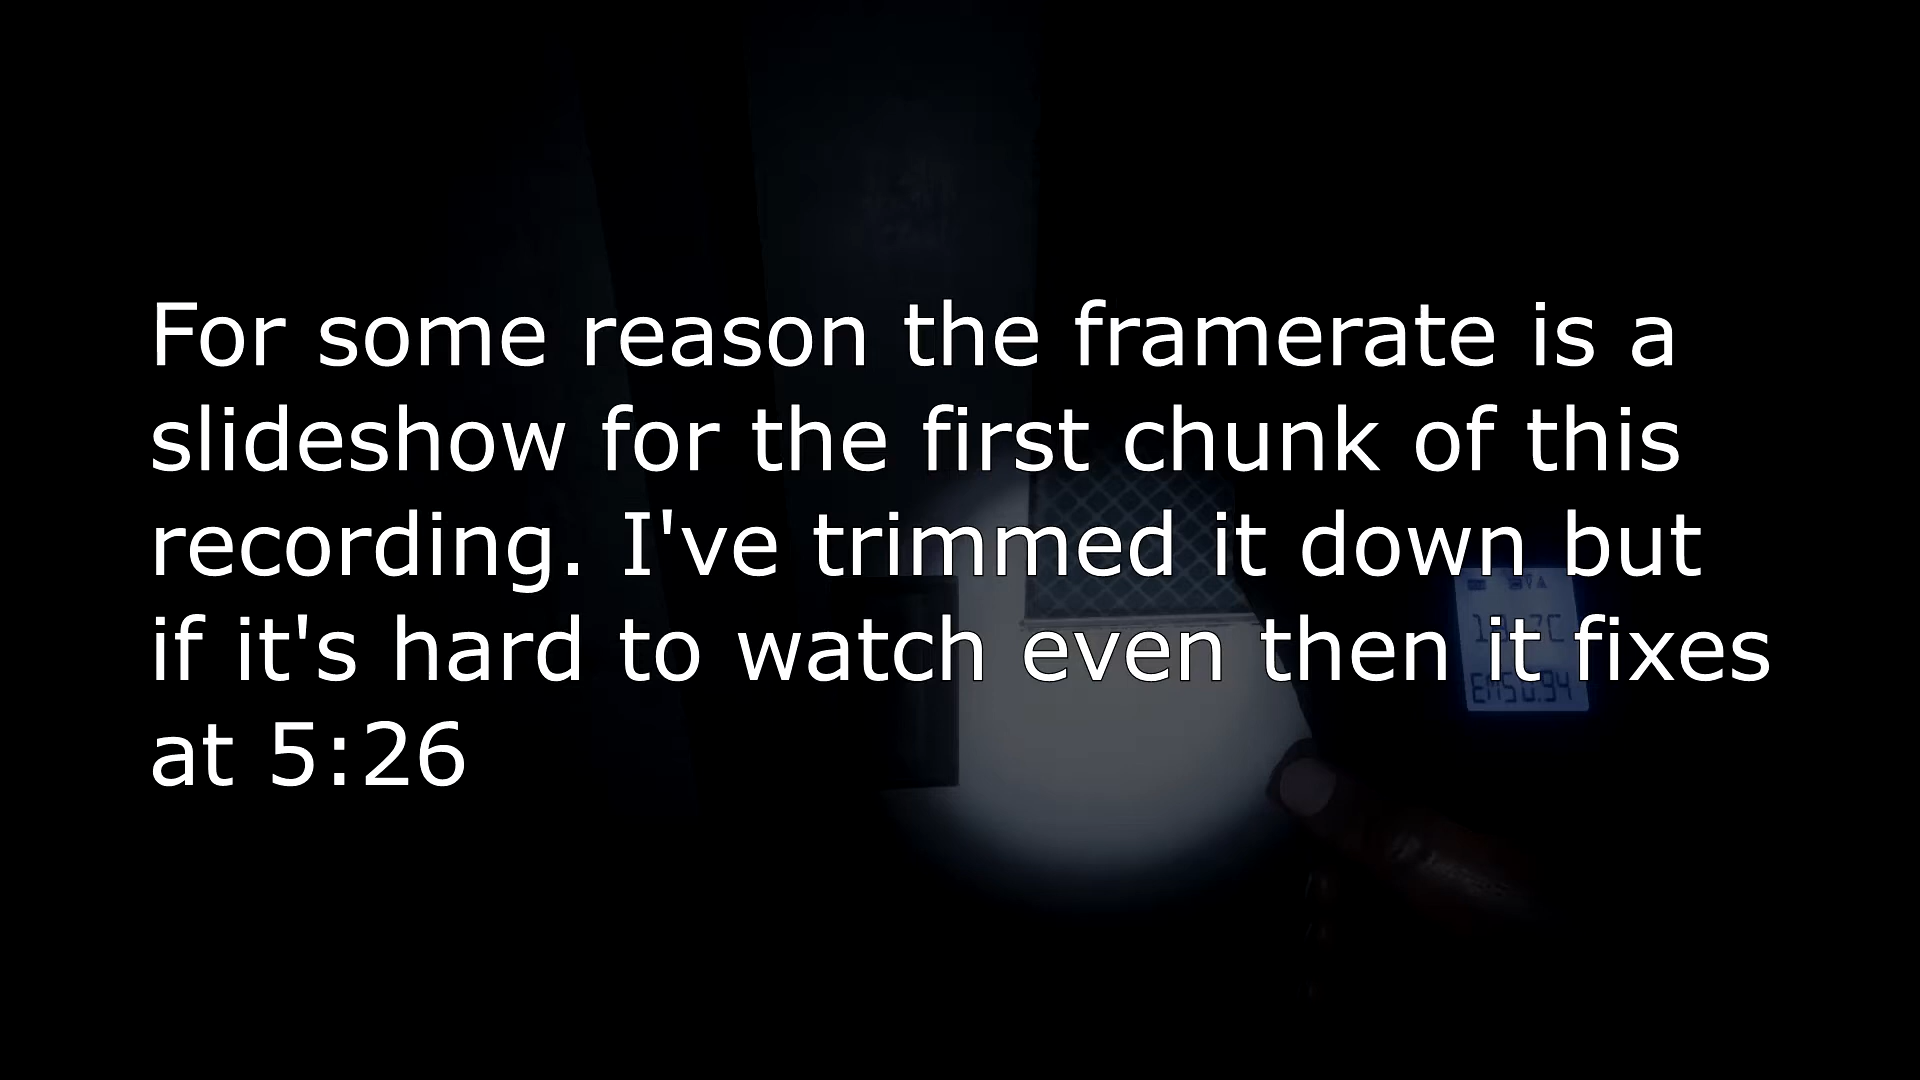 For some reason the framerate is a
slideshow for the first chunk of this
recording. I've trimmed it down but
if it's hard to watch even then it fixes
at 5:26